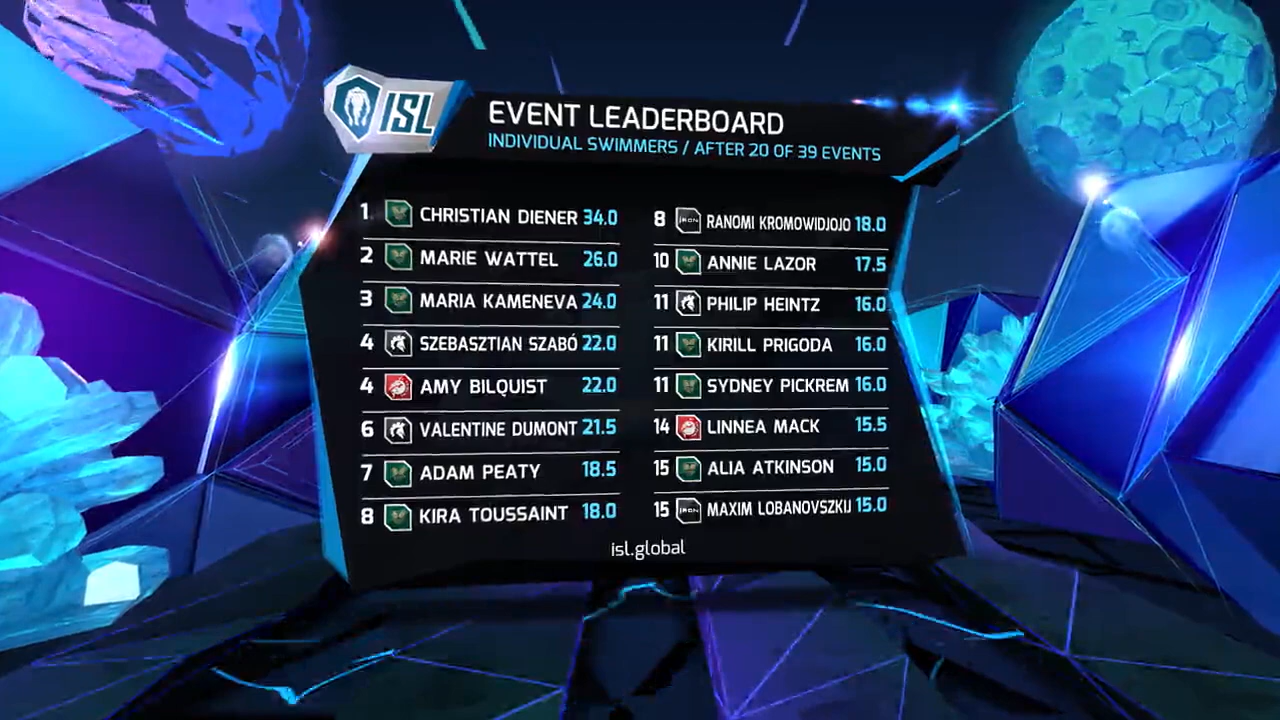 ISL
EVENT LEADERBOARD
INDIVIDUAL SWIMMERS / AFTER 20 OF 39 EVENTS
1 CHRISTIAN DIENER 34.0
2 MARIE WATTEL 26.0
3 MARIA KAMENEVA 24.0
4 SZEBASZTIAN SZABÓ 22.0
4 AMY BILQUIST 22.0
6 VALENTINE DUMONT 21.5
7 ADAM PEATY 18.5
8 KIRA TOUSSAINT 18.0
8 IRON RANOMI KROMOWIDJOJO 18.0
10 ANNIE LAZOR 17.5
11 PHILIP HEINTZ 16.0
11 KIRILL PRIGODA 16.0
11 SYDNEY PICKREM 16.0
14 LINNEA MACK 15.5
15 ALIA ATKINSON 15.0
15 IRON MAXIM LOBANOVSZKIJ 15.0
isl.global